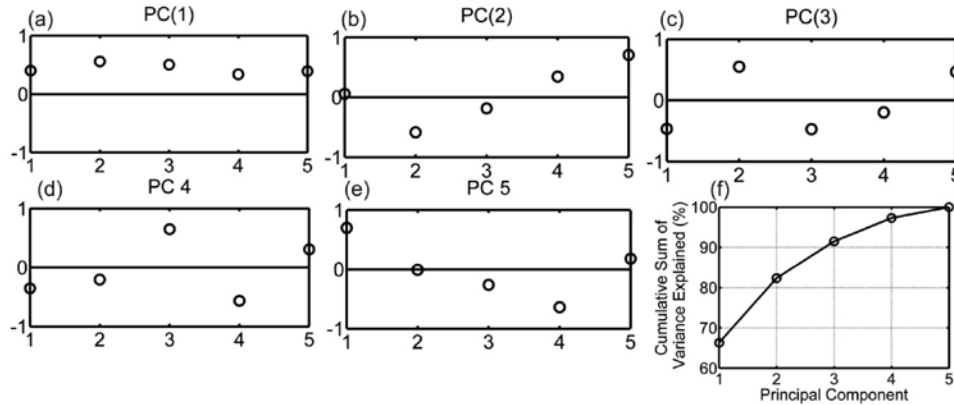 (a) PC(1)
1
0
-1
1 2 3 4 5
(b) PC(2)
1
0
-1
1 2 3 4 5
(c) PC(3)
1
0
-1
1 2 3 4 5
(d) PC 4
1
0
-1
1 2 3 4 5
(e) PC 5
1
0
-1
1 2 3 4 5
(f)
Cumulative Sum of
Variance Explained (%)
100
90
80
70
60
1 2 3 4 5
Principal Component